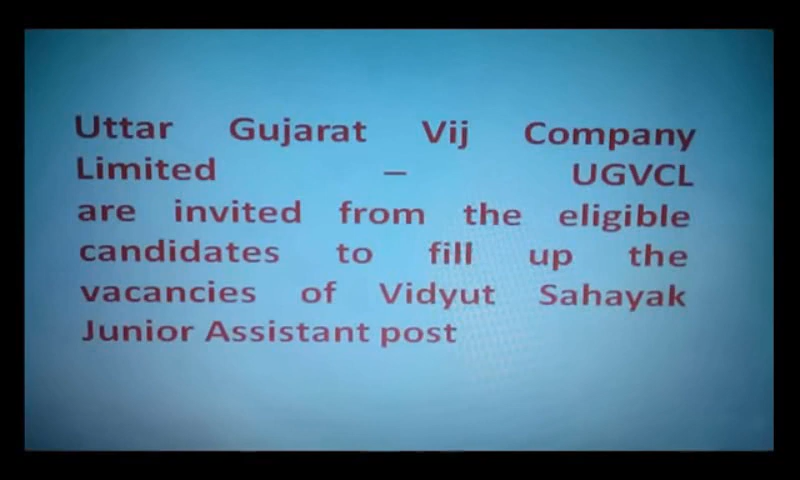 Uttar Gujarat Vij Company
Limited – UGVCL
are invited from the eligible
candidates to fill up the
vacancies of Vidyut Sahayak
Junior Assistant post